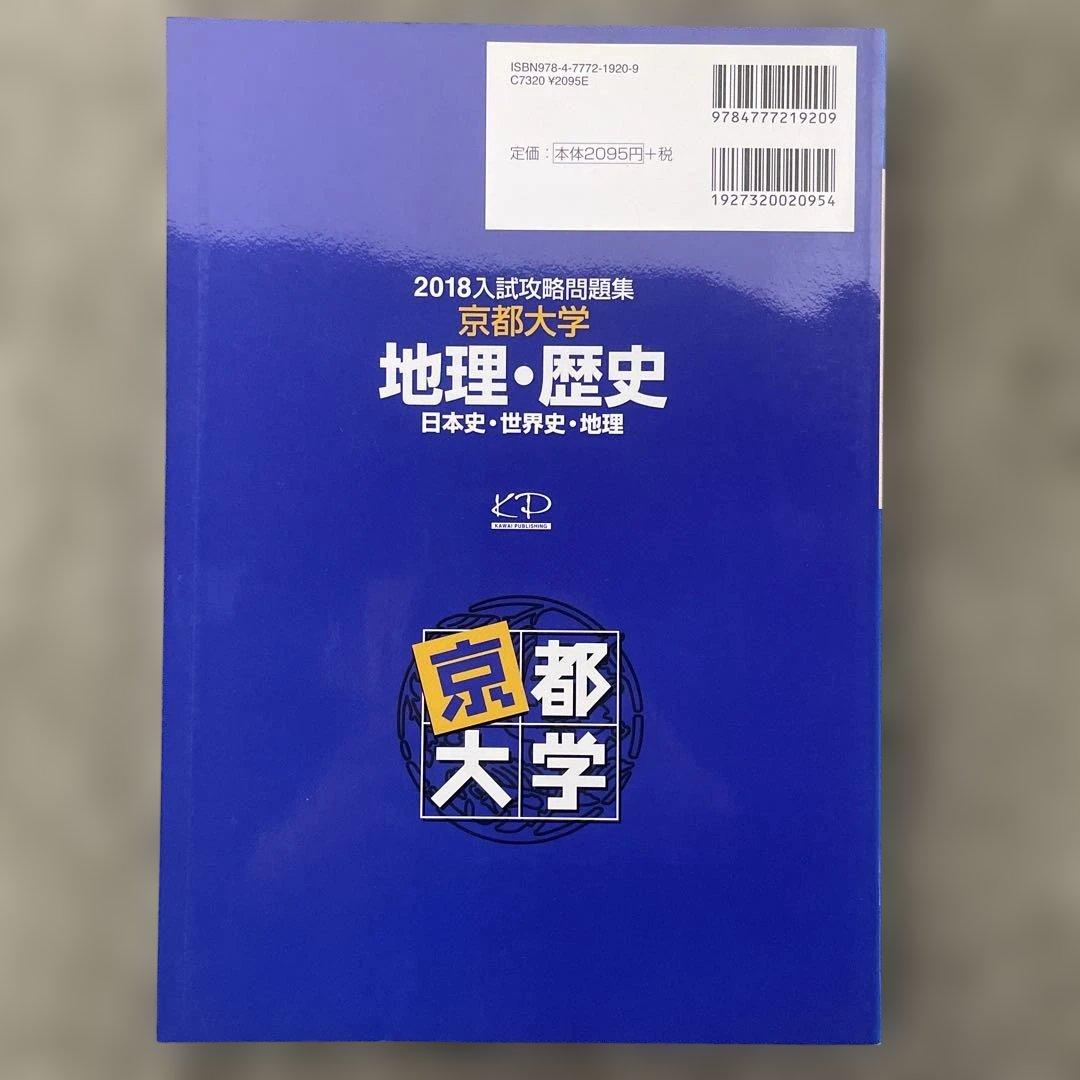 ISBN978-4-7772-1920-9
C7320 ¥2095E
9784777219209
定価：本体2095円+税
1927320020954
2018入試攻略問題集
京都大学
地理・歴史
日本史・世界史・地理
KP
KAWAI PUBLISHING
京都
大学